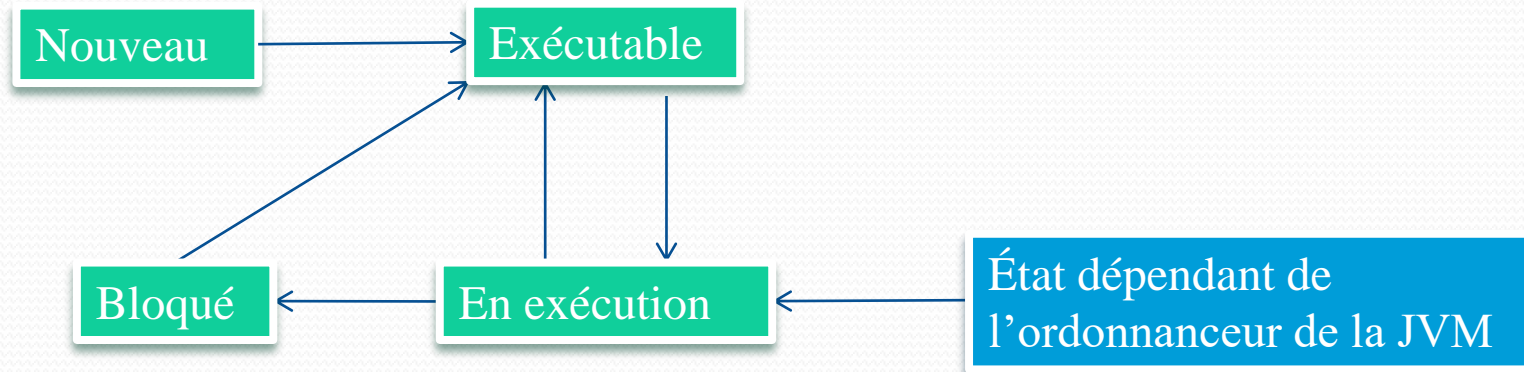 Nouveau
Exécutable
Bloqué
En exécution
État dépendant de
l’ordonnanceur de la JVM